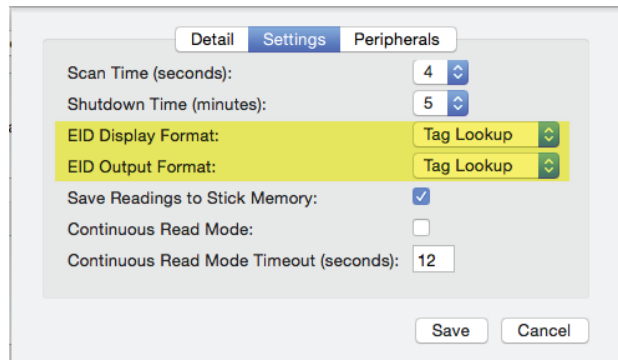 Detail Settings Peripherals
Scan Time (seconds): 4
Shutdown Time (minutes): 5
EID Display Format: Tag Lookup
EID Output Format: Tag Lookup
Save Readings to Stick Memory:
Continuous Read Mode:
Continuous Read Mode Timeout (seconds): 12
Save Cancel